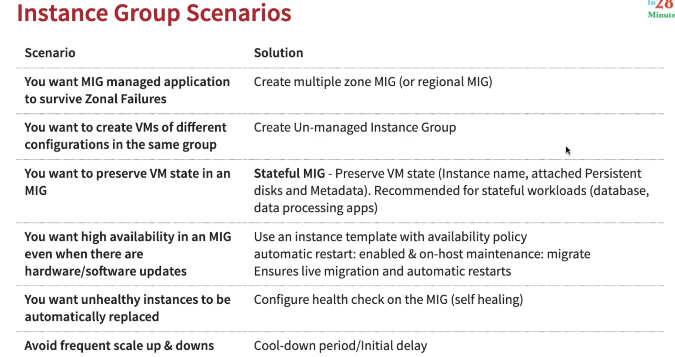 Instance Group Scenarios
In 28
Minutes
Scenario Solution
You want MIG managed application Create multiple zone MIG (or regional MIG)
to survive Zonal Failures
You want to create VMs of different Create Un-managed Instance Group
configurations in the same group
You want to preserve VM state in an Stateful MIG - Preserve VM state (Instance name, attached Persistent
MIG disks and Metadata). Recommended for stateful workloads (database,
data processing apps)
You want high availability in an MIG Use an instance template with availability policy
even when there are automatic restart: enabled & on-host maintenance: migrate
hardware/software updates Ensures live migration and automatic restarts
You want unhealthy instances to be Configure health check on the MIG (self healing)
automatically replaced
Avoid frequent scale up & downs Cool-down period/Initial delay